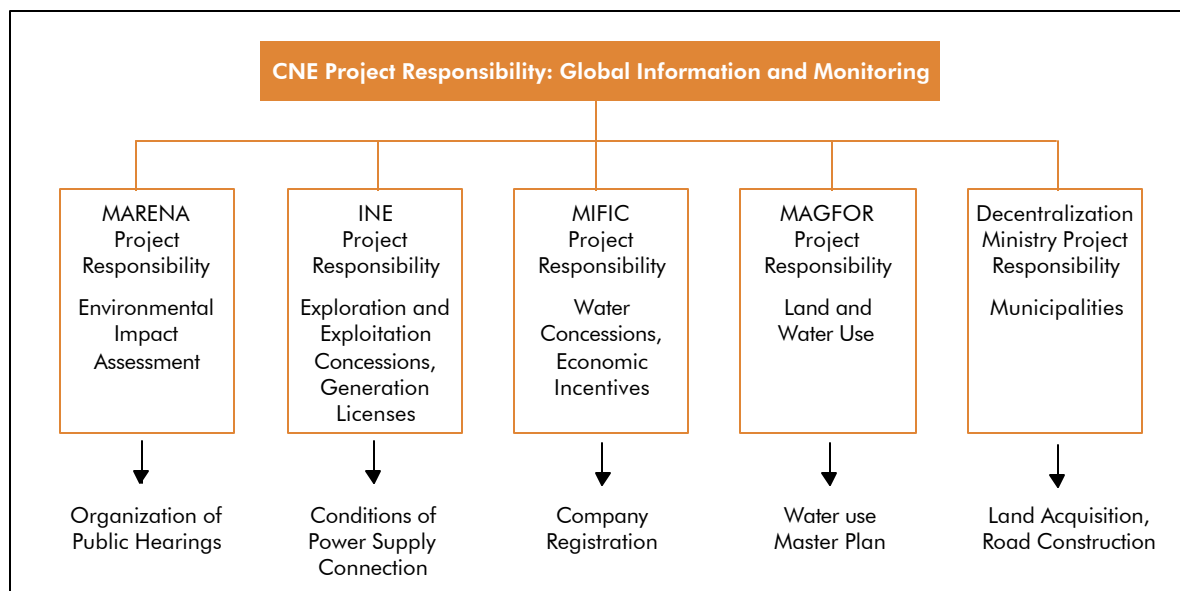 CNE Project Responsibility: Global Information and Monitoring
MARENA
Project
Responsibility
Environmental
Impact
Assessment
INE
Project
Responsibility
Exploration and
Exploitation
Concessions,
Generation
Licenses
MIFIC
Project
Responsibility
Water
Concessions,
Economic
Incentives
MAGFOR
Project
Responsibility
Land and
Water Use
Decentralization
Ministry Project
Responsibility
Municipalities
Organization of
Public Hearings
Conditions of
Power Supply
Connection
Company
Registration
Water use
Master Plan
Land Acquisition,
Road Construction